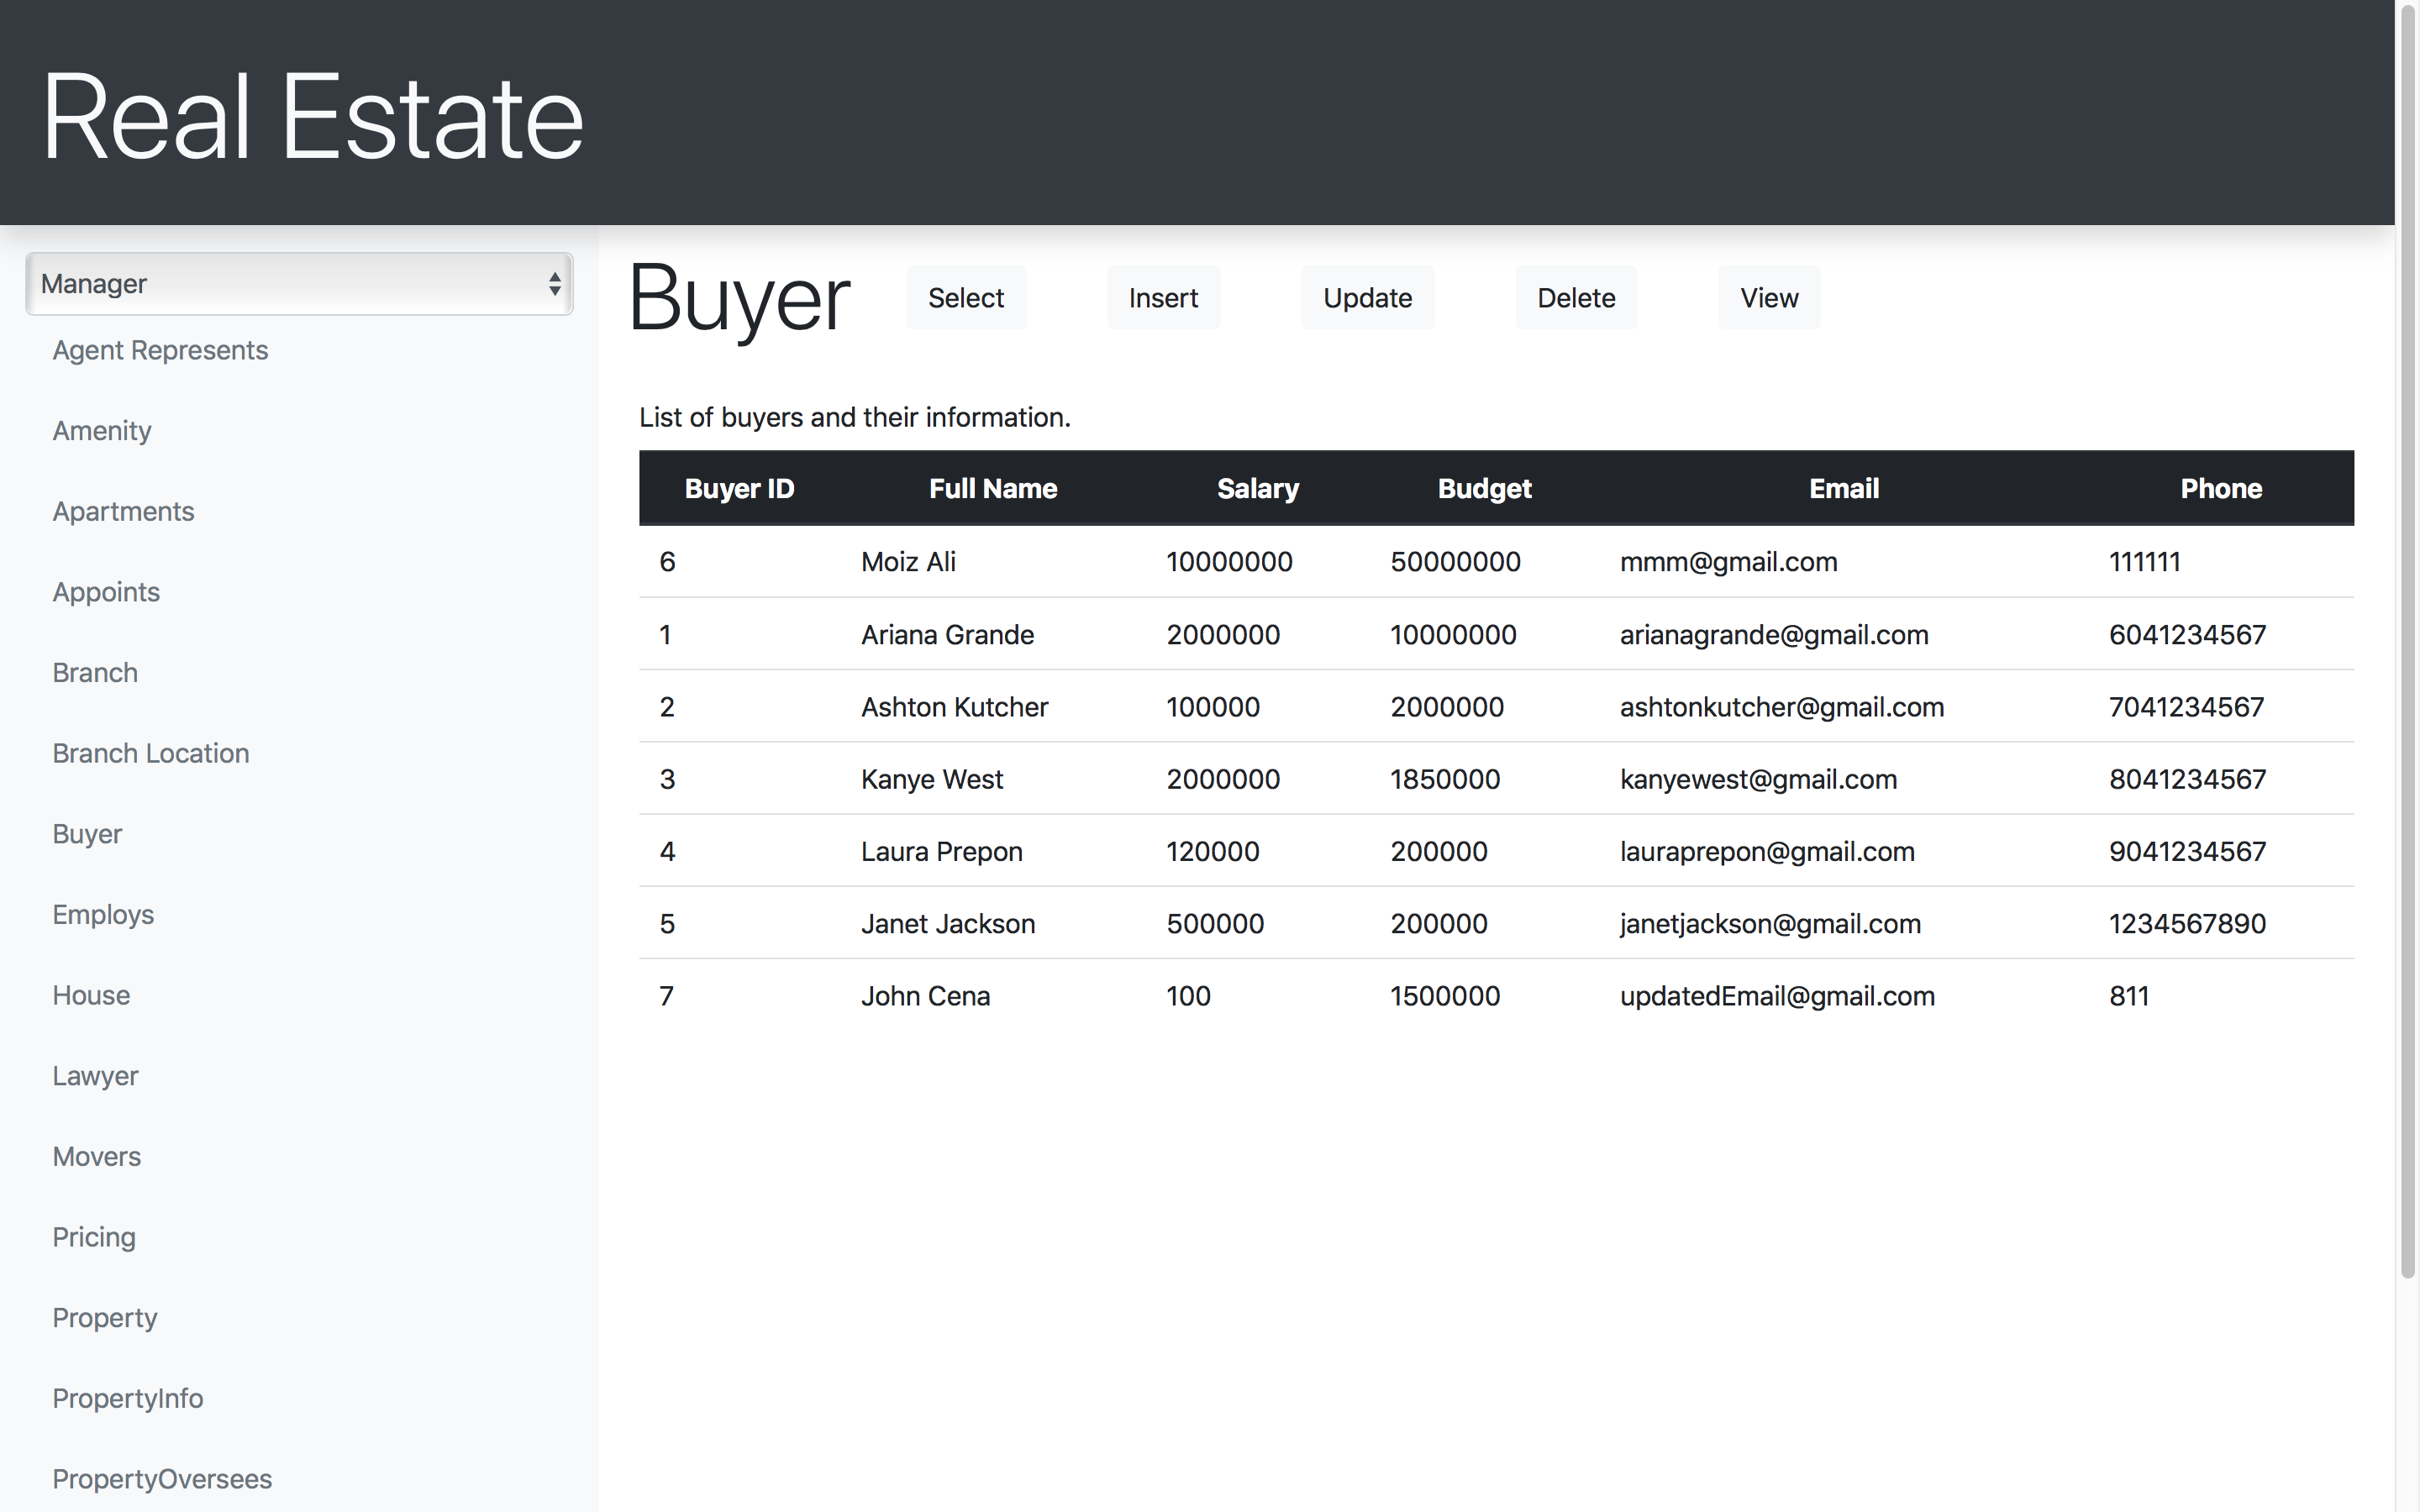 Real Estate
Manager
Agent Represents
Amenity
Apartments
Appoints
Branch
Branch Location
Buyer
Employs
House
Lawyer
Movers
Pricing
Property
PropertyInfo
PropertyOversees
Buyer Select Insert Update Delete View
List of buyers and their information.
Buyer ID Full Name Salary Budget Email Phone
6 Moiz Ali 10000000 50000000 mmm@gmail.com 111111
1 Ariana Grande 2000000 10000000 arianagrande@gmail.com 6041234567
2 Ashton Kutcher 100000 2000000 ashtonkutcher@gmail.com 7041234567
3 Kanye West 2000000 1850000 kanyewest@gmail.com 8041234567
4 Laura Prepon 120000 200000 lauraprepon@gmail.com 9041234567
5 Janet Jackson 500000 200000 janetjackson@gmail.com 1234567890
7 John Cena 100 1500000 updatedEmail@gmail.com 811